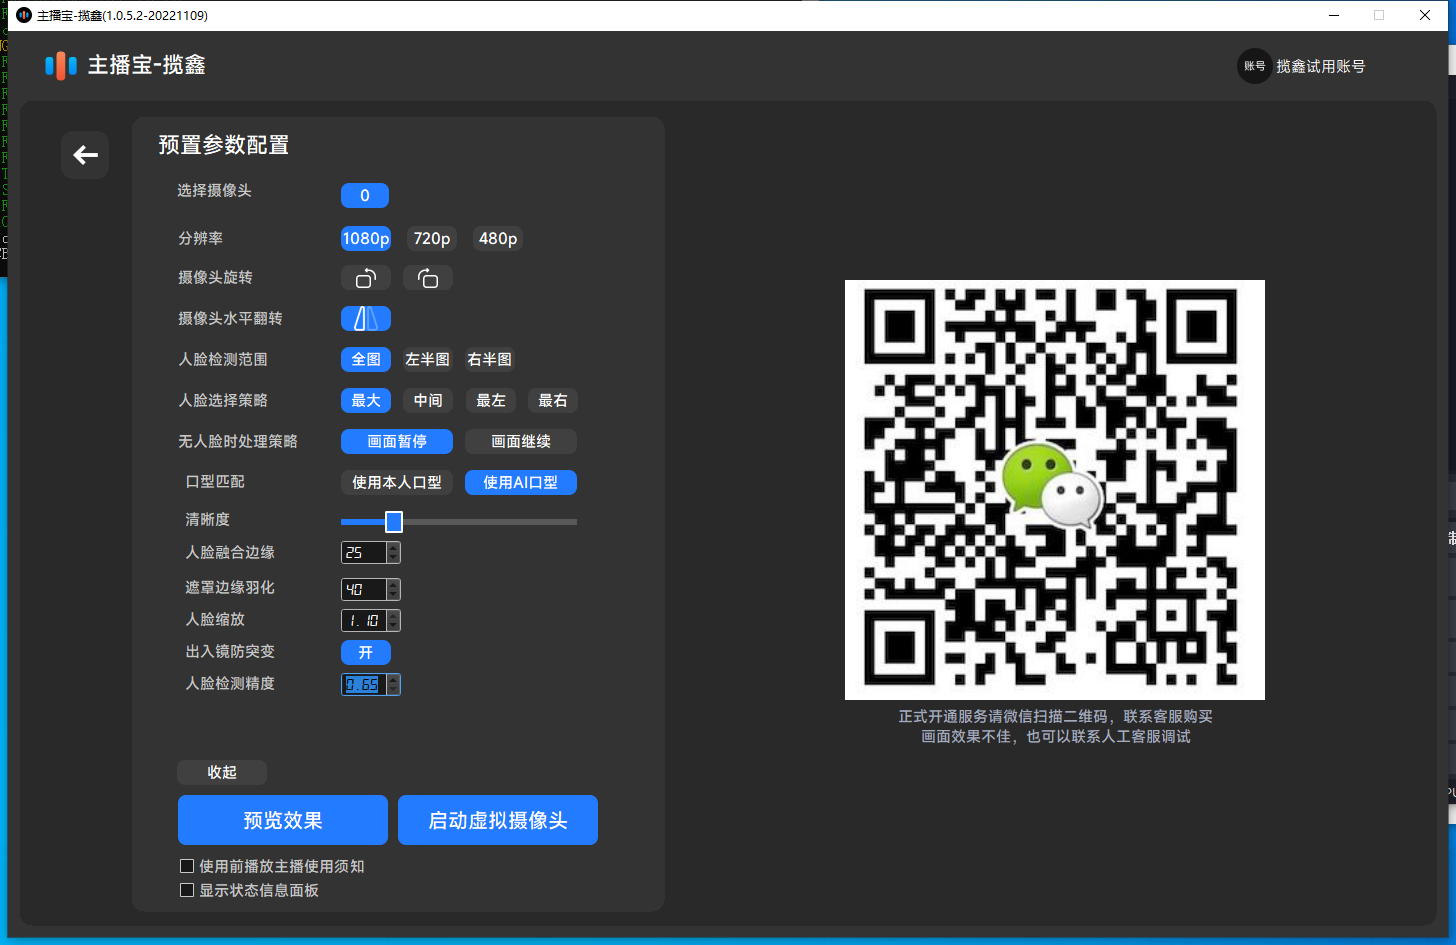 主播宝-揽鑫(1.0.5.2-20221109)
主播宝-揽鑫
账号 揽鑫试用账号
预置参数配置
选择摄像头 0
分辨率 1080p 720p 480p
摄像头旋转
摄像头水平翻转
人脸检测范围 全图 左半图 右半图
人脸选择策略 最大 中间 最左 最右
无人脸时处理策略 画面暂停 画面继续
口型匹配 使用本人口型 使用AI口型
清晰度
人脸融合边缘 25
遮罩边缘羽化 40
人脸缩放 1.10
出入镜防突变 开
人脸检测精度 0.65
收起
预览效果 启动虚拟摄像头
使用前播放主播使用须知
显示状态信息面板
正式开通服务请微信扫描二维码，联系客服购买
画面效果不佳，也可以联系人工客服调试